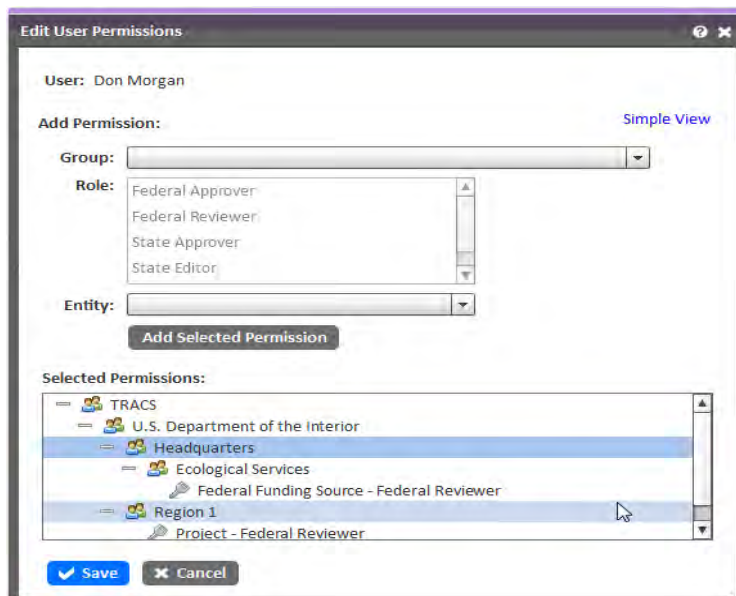 Edit User Permissions
User: Don Morgan
Add Permission:
Simple View
Group:
Role:
Federal Approver
Federal Reviewer
State Approver
State Editor
Entity:
Add Selected Permission
Selected Permissions:
TRACS
U.S. Department of the Interior
Headquarters
Ecological Services
Federal Funding Source - Federal Reviewer
Region 1
Project - Federal Reviewer
Save Cancel